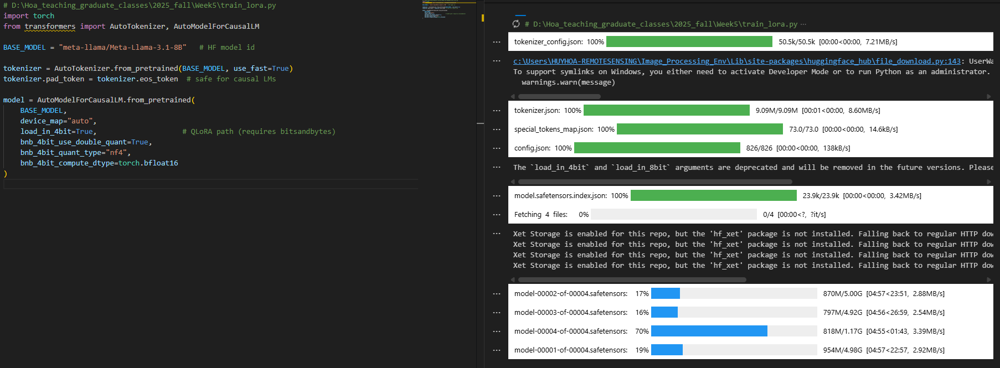 # D:\Hoa_teaching_graduate_classes\2025_fall\Week5\train_lora.py
import torch
from transformers import AutoTokenizer, AutoModelForCausalLM
BASE_MODEL = "meta-llama/Meta-Llama-3.1-8B"   # HF model id
tokenizer = AutoTokenizer.from_pretrained(BASE_MODEL, use_fast=True)
tokenizer.pad_token = tokenizer.eos_token  # safe for causal LMs
model = AutoModelForCausalLM.from_pretrained(
    BASE_MODEL,
    device_map="auto",
    load_in_4bit=True,                    # QLoRA path (requires bitsandbytes)
    bnb_4bit_use_double_quant=True,
    bnb_4bit_quant_type="nf4",
    bnb_4bit_compute_dtype=torch.bfloat16
)
# D:\Hoa_teaching_graduate_classes\2025_fall\Week5\train_lora.py ···
tokenizer_config.json: 100% 50.5k/50.5k [00:00<00:00, 7.21MB/s]
c:\Users\HUYHOA-REMOTESENSING\Image_Processing_Env\Lib\site-packages\huggingface_hub\file_download.py:143: UserWa
To support symlinks on Windows, you either need to activate Developer Mode or to run Python as an administrator.
  warnings.warn(message)
tokenizer.json: 100% 9.09M/9.09M [00:01<00:00, 8.60MB/s]
special_tokens_map.json: 100% 73.0/73.0 [00:00<00:00, 14.6kB/s]
config.json: 100% 826/826 [00:00<00:00, 138kB/s]
The `load_in_4bit` and `load_in_8bit` arguments are deprecated and will be removed in the future versions. Please
model.safetensors.index.json: 100% 23.9k/23.9k [00:00<00:00, 3.42MB/s]
Fetching 4 files: 0% 0/4 [00:00<?, ?it/s]
Xet Storage is enabled for this repo, but the 'hf_xet' package is not installed. Falling back to regular HTTP dow
Xet Storage is enabled for this repo, but the 'hf_xet' package is not installed. Falling back to regular HTTP dow
Xet Storage is enabled for this repo, but the 'hf_xet' package is not installed. Falling back to regular HTTP dow
Xet Storage is enabled for this repo, but the 'hf_xet' package is not installed. Falling back to regular HTTP dow
model-00002-of-00004.safetensors: 17% 870M/5.00G [04:57<23:51, 2.88MB/s]
model-00003-of-00004.safetensors: 16% 797M/4.92G [04:56<26:59, 2.54MB/s]
model-00004-of-00004.safetensors: 70% 818M/1.17G [04:55<01:43, 3.39MB/s]
model-00001-of-00004.safetensors: 19% 954M/4.98G [04:57<22:57, 2.92MB/s]